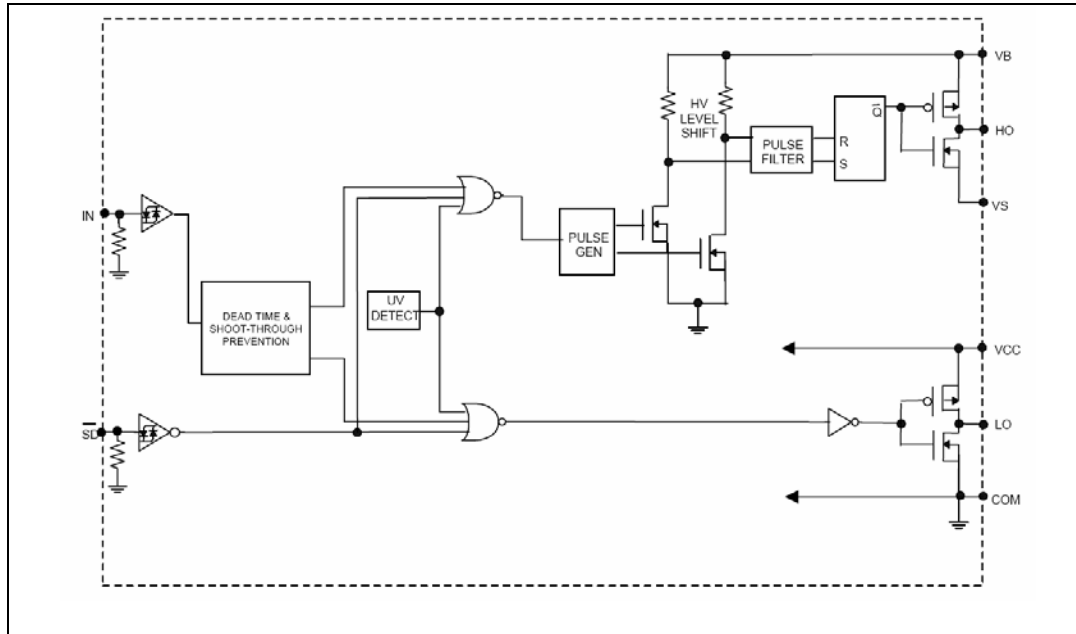 VB
HV
LEVEL
SHIFT
Q
R
S
PULSE
FILTER
HO
VS
IN
PULSE
GEN
UV
DETECT
DEAD TIME &
SHOOT-THROUGH
PREVENTION
VCC
SD
LO
COM